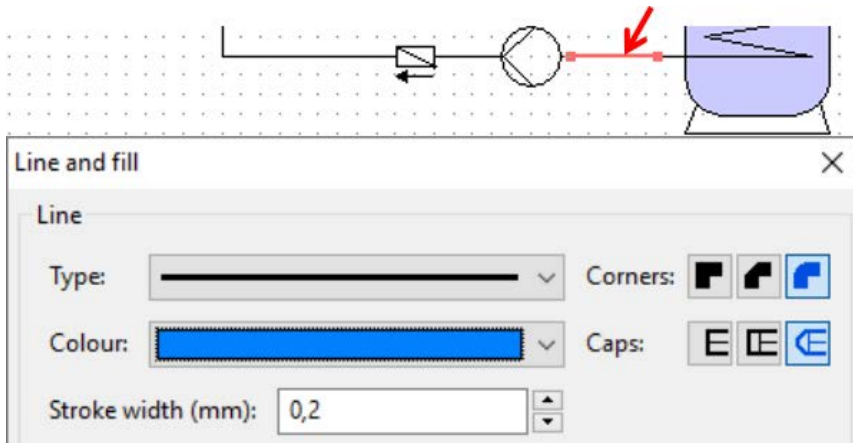 Line and fill
Line
Type: Corners:
Colour: Caps:
Stroke width (mm): 0,2